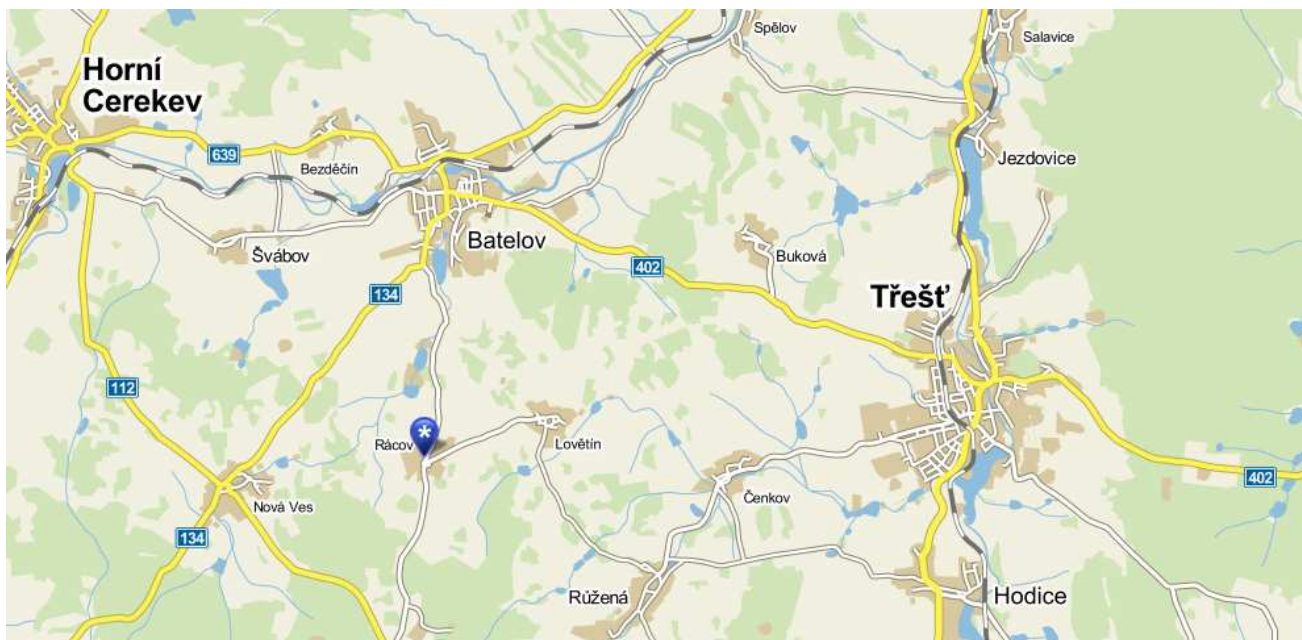 Spělov
Salavice
Horní
Cerekev
639
Bezděčín
Jezdovice
Švábov
Batelov
Buková
402
134
Třešť
112
Rácov
*
Lovětín
402
Čenkov
Nová Ves
134
Růžená
Hodice